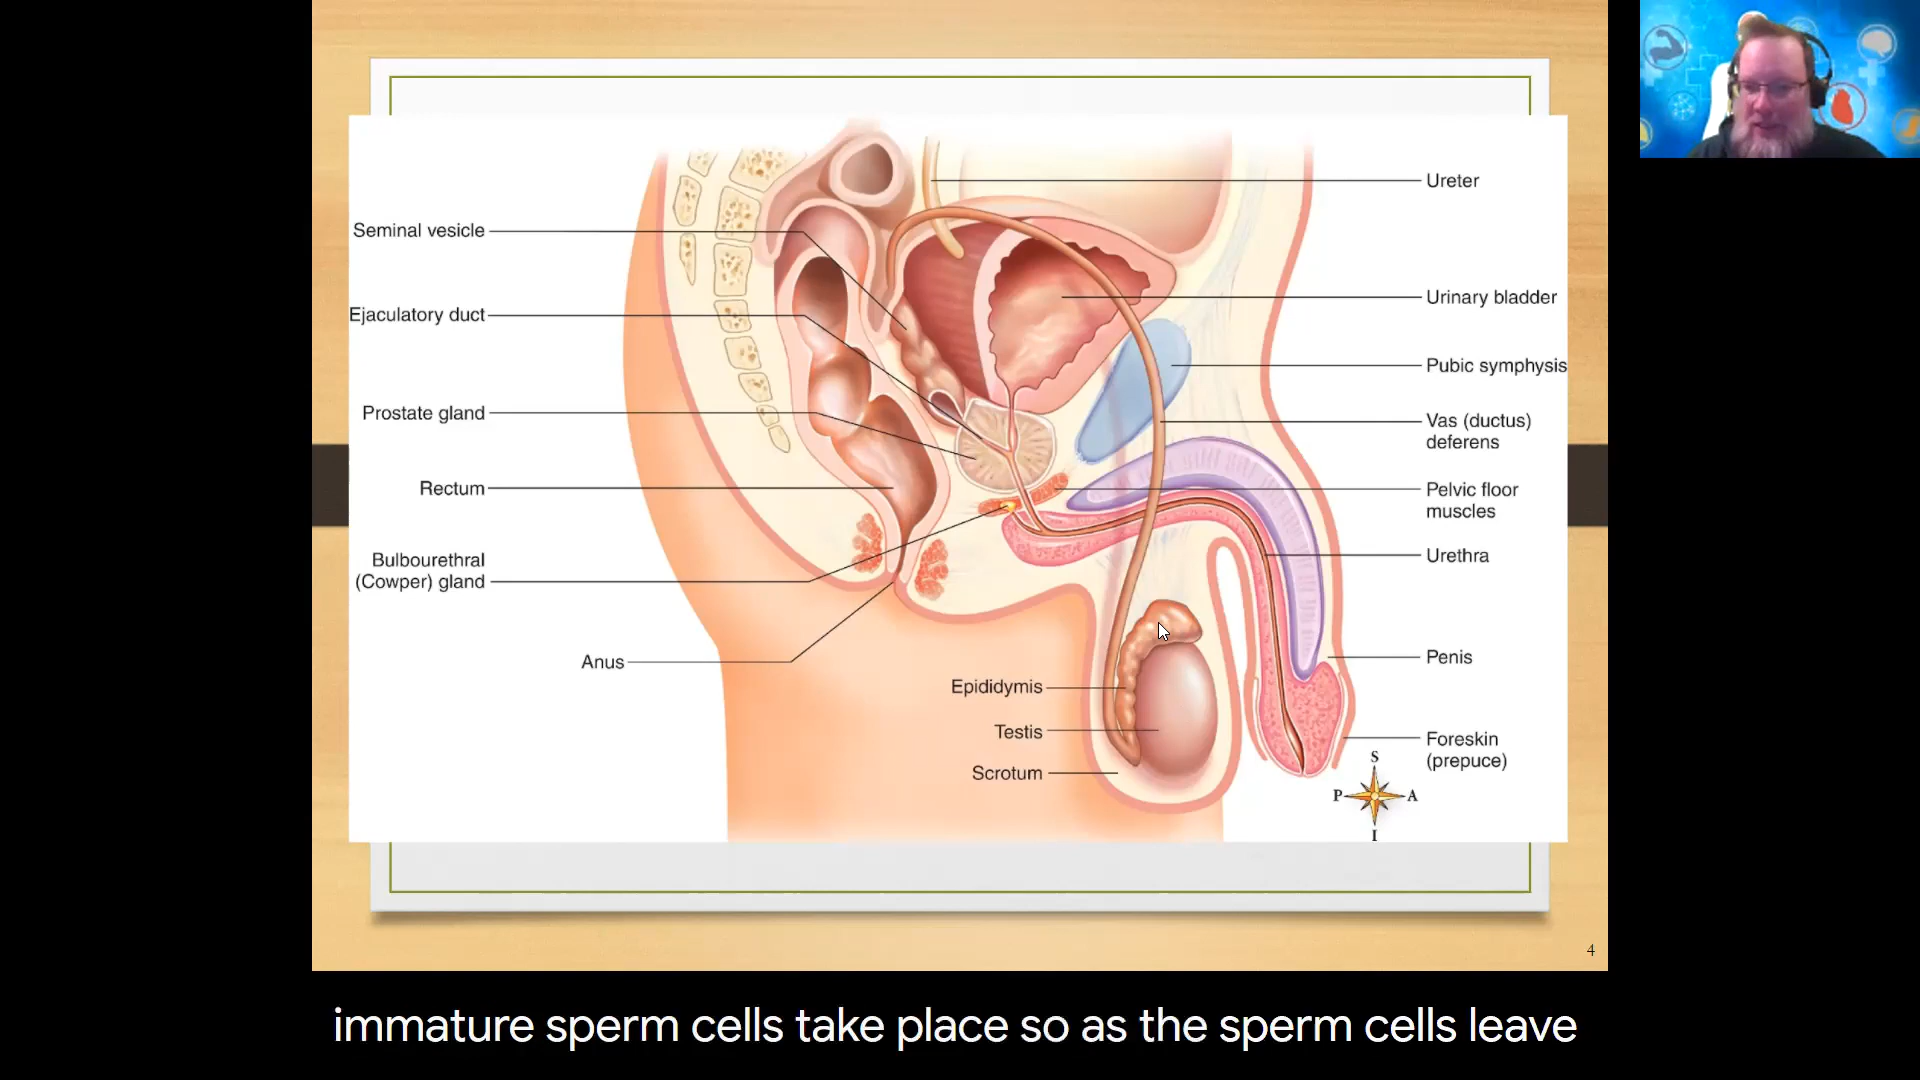 Seminal vesicle
Ejaculatory duct
Prostate gland
Rectum
Bulbourethral
(Cowper) gland
Anus
Epididymis
Testis
Scrotum
Ureter
Urinary bladder
Pubic symphysis
Vas (ductus)
deferens
Pelvic floor
muscles
Urethra
Penis
Foreskin
(prepuce)
S
P A
I
4
immature sperm cells take place so as the sperm cells leave